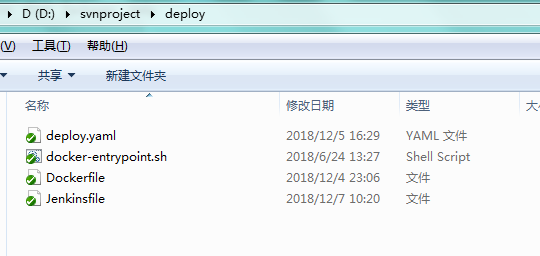 D (D:) svnproject deploy
(V) 工具(T) 帮助(H)
共享 新建文件夹
名称 修改日期 类型
deploy.yaml 2018/12/5 16:29 YAML 文件
docker-entrypoint.sh 2018/6/24 13:27 Shell Script
Dockerfile 2018/12/4 23:06 文件
Jenkinsfile 2018/12/7 10:20 文件